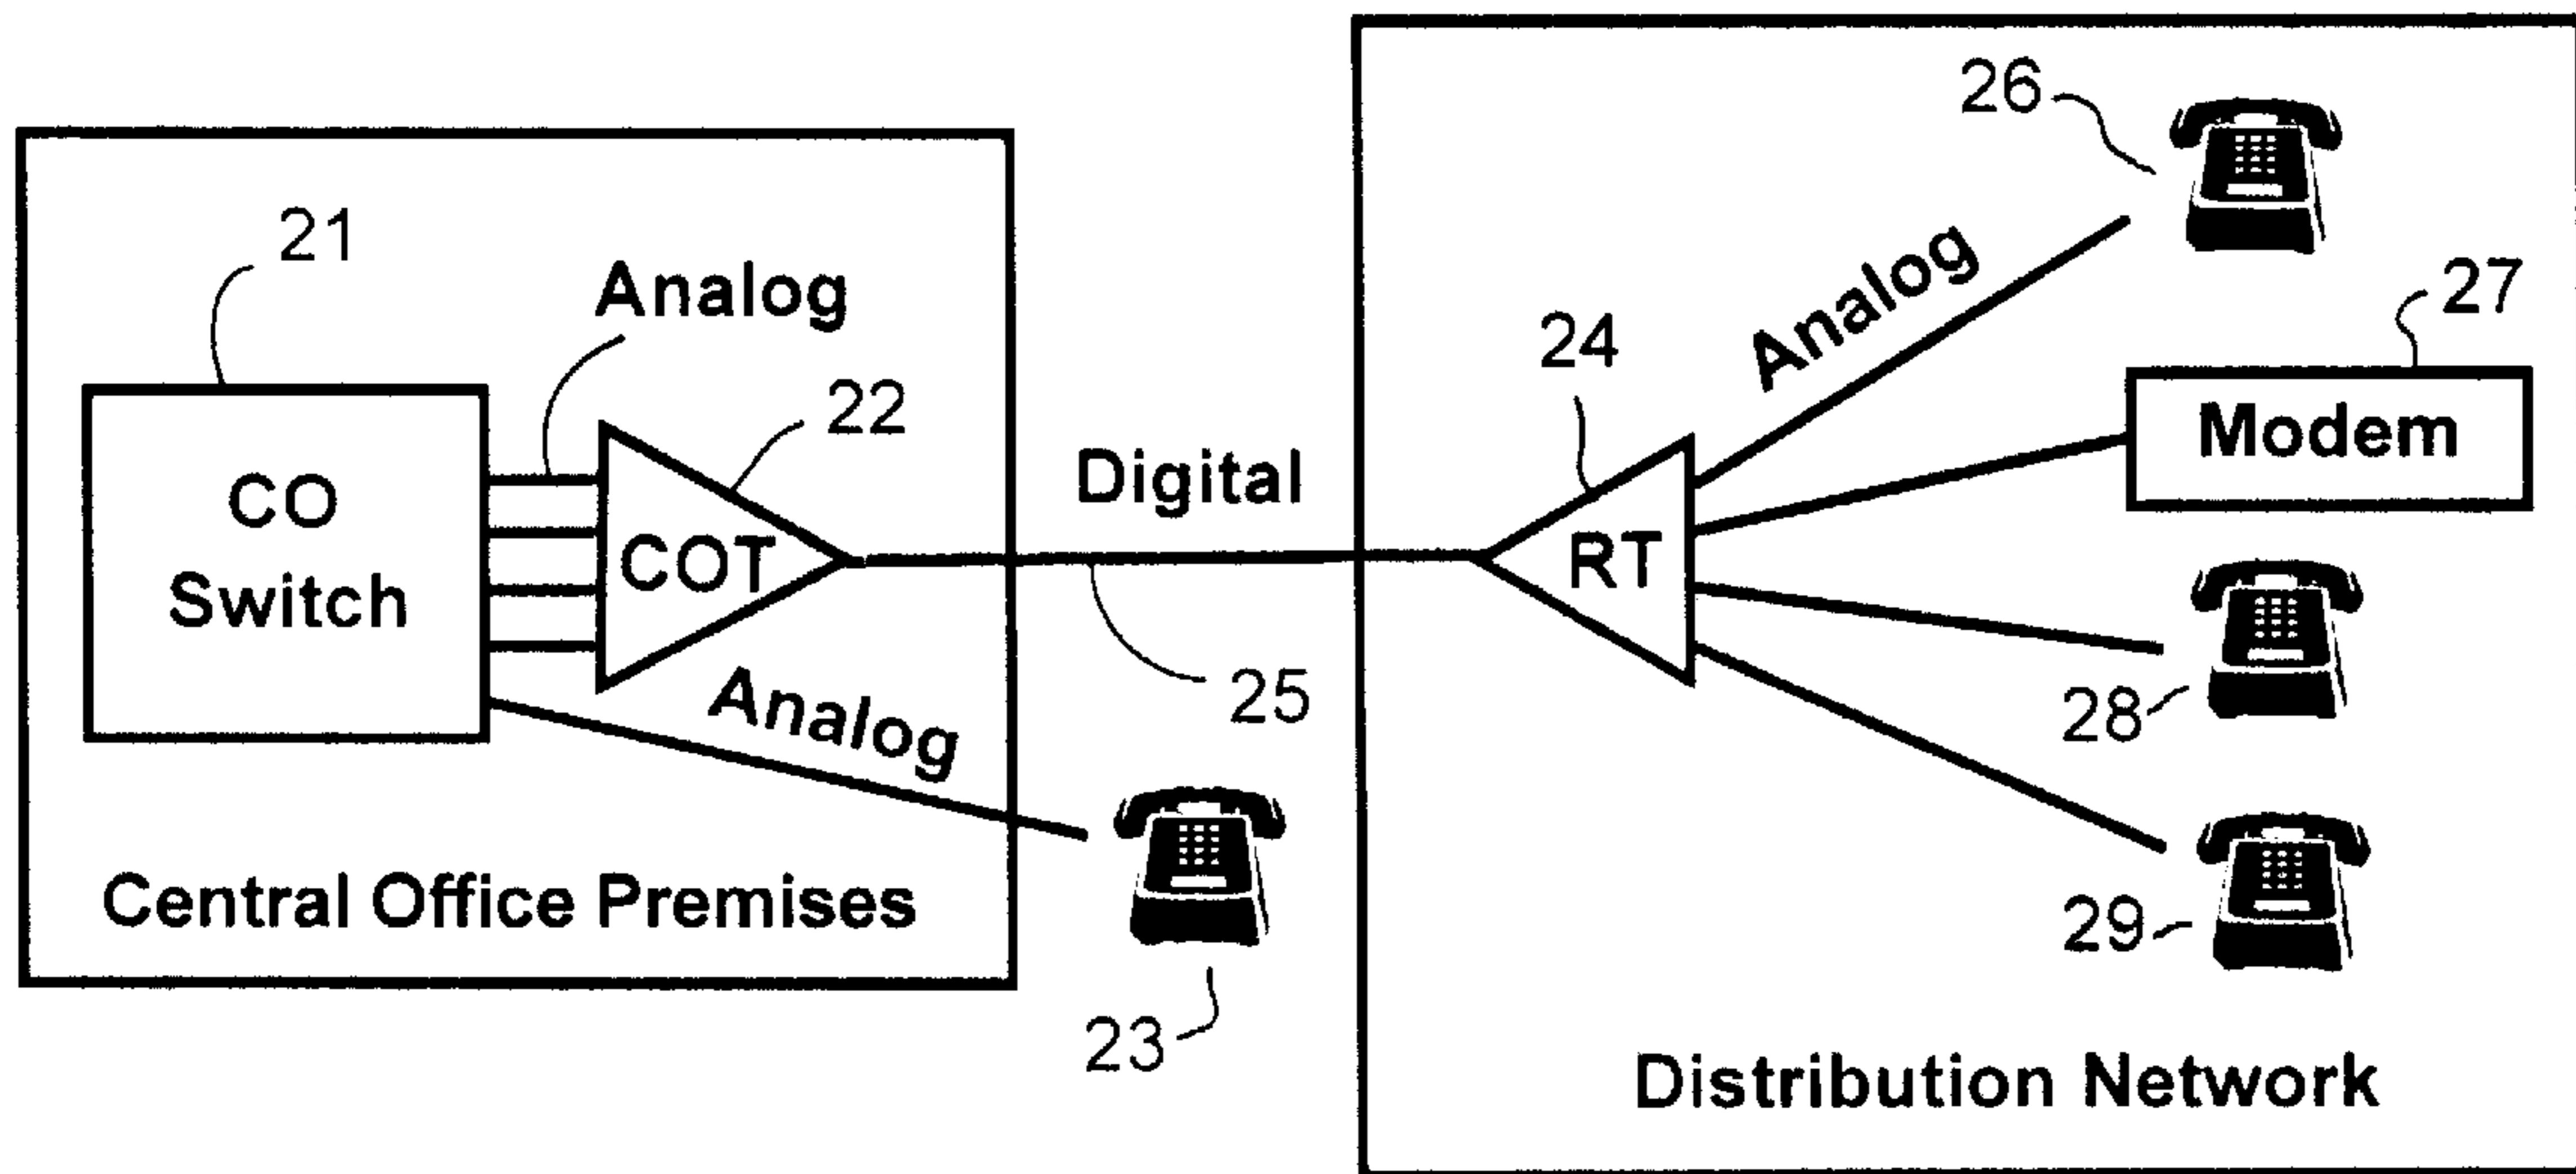 26
21
Analog
27
24
Analog
22
Modem
CO
Switch
COT
Digital
RT
Analog
25
28
Central Office Premises
29
23
Distribution Network